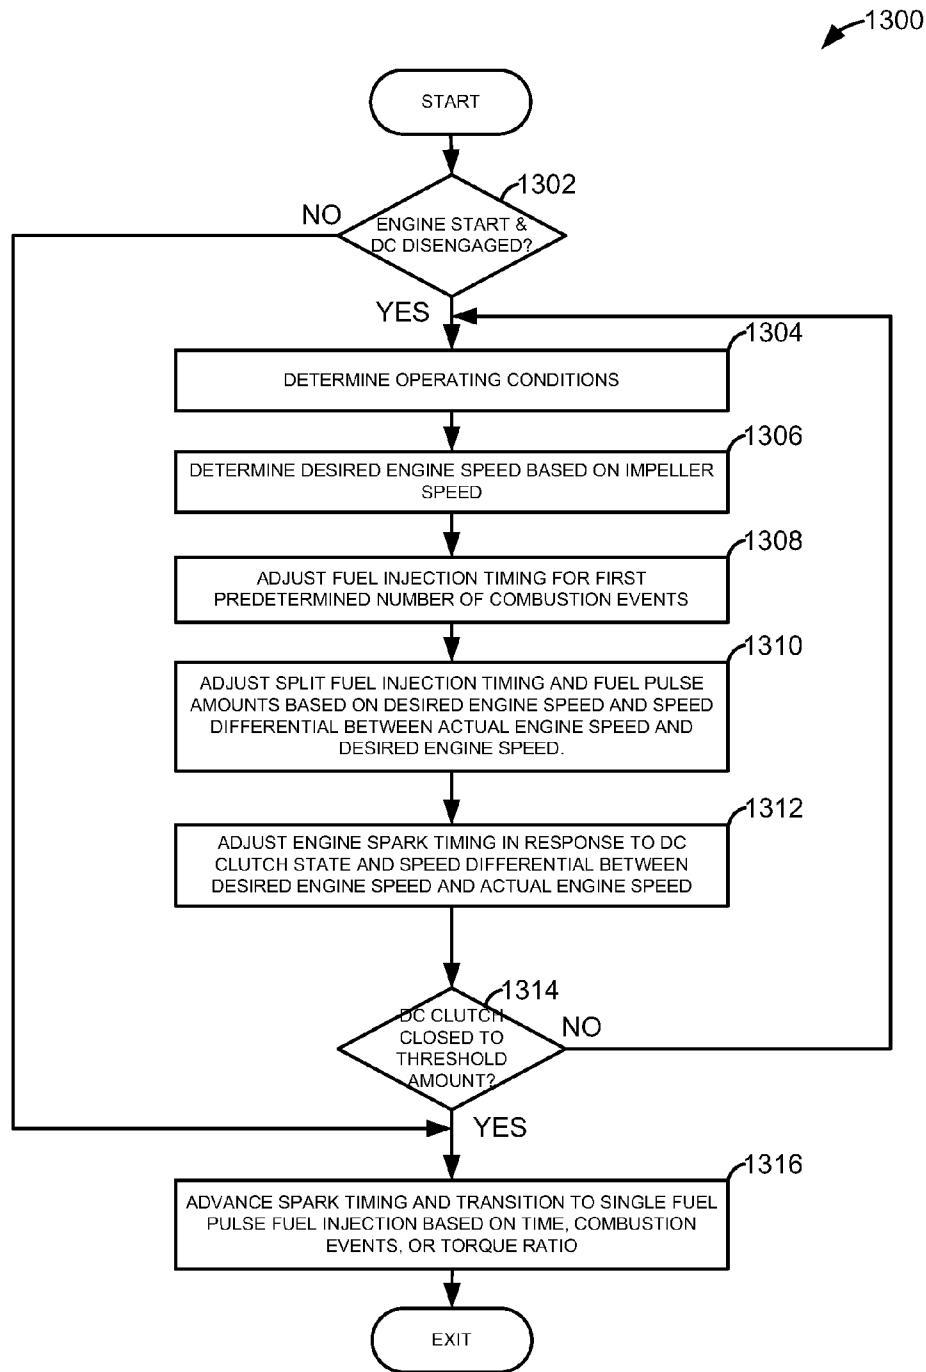 1300
START
1302
NO
ENGINE START &
DC DISENGAGED?
YES
1304
DETERMINE OPERATING CONDITIONS
1306
DETERMINE DESIRED ENGINE SPEED BASED ON IMPELLER
SPEED
1308
ADJUST FUEL INJECTION TIMING FOR FIRST
PREDETERMINED NUMBER OF COMBUSTION EVENTS
1310
ADJUST SPLIT FUEL INJECTION TIMING AND FUEL PULSE
AMOUNTS BASED ON DESIRED ENGINE SPEED AND SPEED
DIFFERENTIAL BETWEEN ACTUAL ENGINE SPEED AND
DESIRED ENGINE SPEED.
1312
ADJUST ENGINE SPARK TIMING IN RESPONSE TO DC
CLUTCH STATE AND SPEED DIFFERENTIAL BETWEEN
DESIRED ENGINE SPEED AND ACTUAL ENGINE SPEED
1314
DC CLUTCH
CLOSED TO
THRESHOLD
AMOUNT?
NO
YES
1316
ADVANCE SPARK TIMING AND TRANSITION TO SINGLE FUEL
PULSE FUEL INJECTION BASED ON TIME, COMBUSTION
EVENTS, OR TORQUE RATIO
EXIT